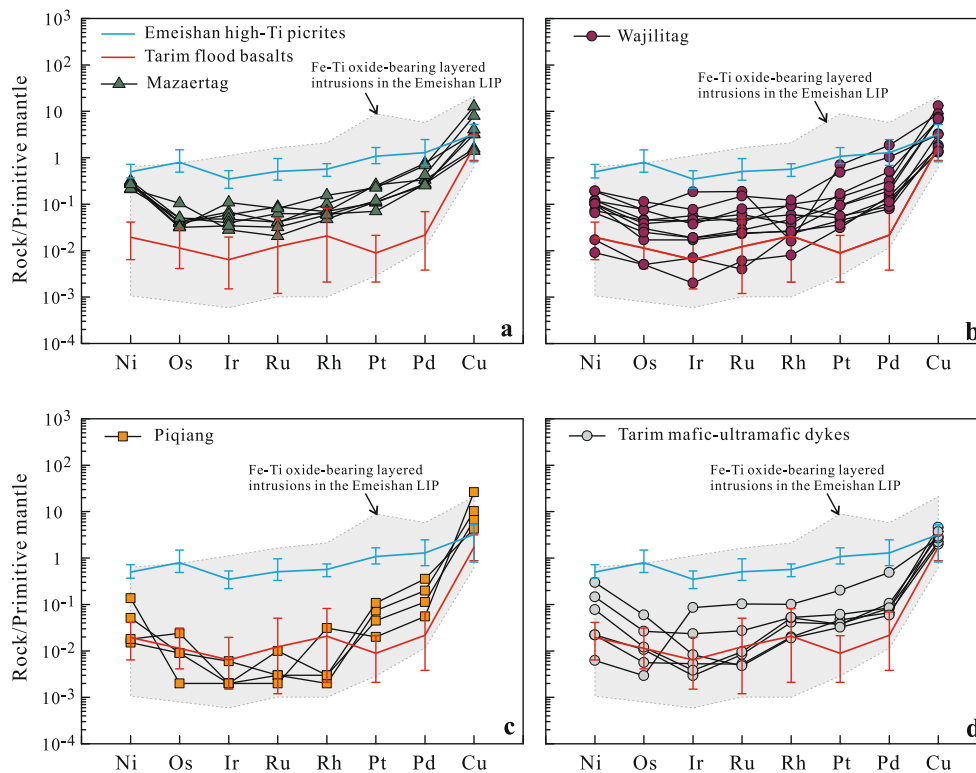 Rock/Primitive mantle
10³
10²
10
1
10⁻¹
10⁻²
10⁻³
10⁻⁴
Emeishan high-Ti picrites
Tarim flood basalts
Mazaertag
Fe-Ti oxide-bearing layered
intrusions in the Emeishan LIP
a
Ni Os Ir Ru Rh Pt Pd Cu
Wajilitag
Fe-Ti oxide-bearing layered
intrusions in the Emeishan LIP
b
Ni Os Ir Ru Rh Pt Pd Cu
Rock/Primitive mantle
10³
10²
10
1
10⁻¹
10⁻²
10⁻³
10⁻⁴
Piqiang
Fe-Ti oxide-bearing layered
intrusions in the Emeishan LIP
c
Ni Os Ir Ru Rh Pt Pd Cu
Tarim mafic-ultramafic dykes
Fe-Ti oxide-bearing layered
intrusions in the Emeishan LIP
d
Ni Os Ir Ru Rh Pt Pd Cu